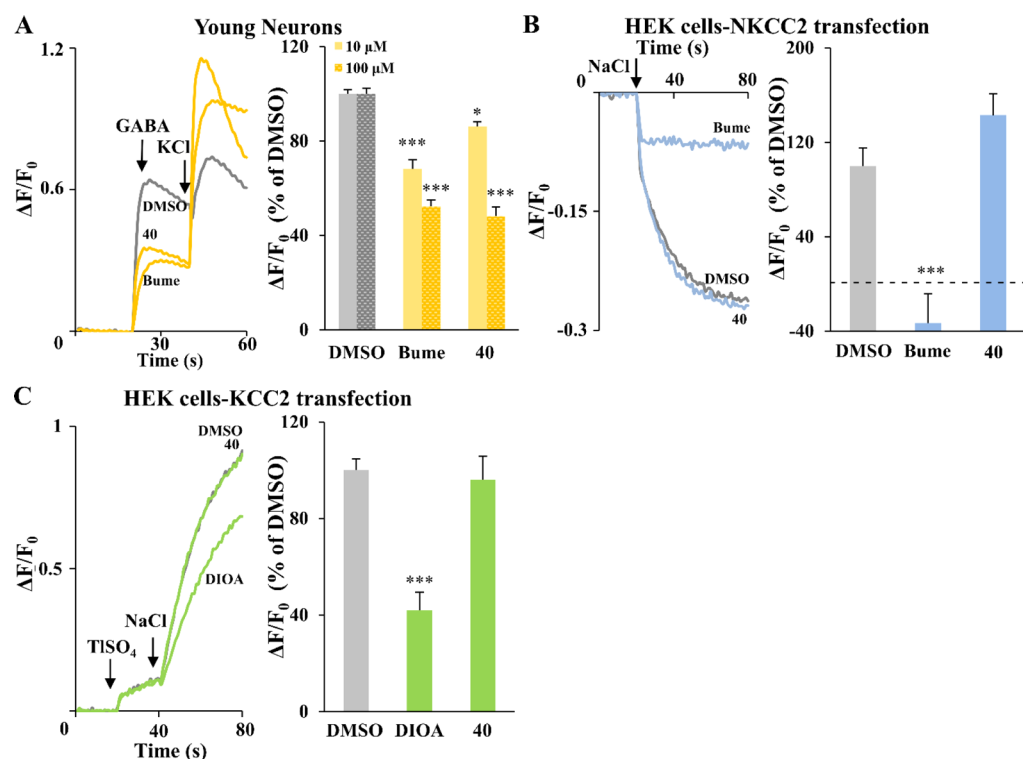 A
Young Neurons
1.2
0.6
0
ΔF/F0
GABA
KCl
DMSO
40
Bume
30
60
Time (s)
120
80
40
0
ΔF/F0 (% of DMSO)
10 µM
100 µM
***
***
*
***
DMSO Bume 40
B
HEK cells-NKCC2 transfection
Time (s)
NaCl
0
40
80
-0.15
-0.3
ΔF/F0
Bume
DMSO
40
200
120
40
-40
ΔF/F0 (% of DMSO)
***
DMSO Bume 40
C
HEK cells-KCC2 transfection
1
0.5
0
ΔF/F0
DMSO
40
DIOA
TlSO4
NaCl
40
80
Time (s)
120
80
40
0
ΔF/F0 (% of DMSO)
***
DMSO DIOA 40